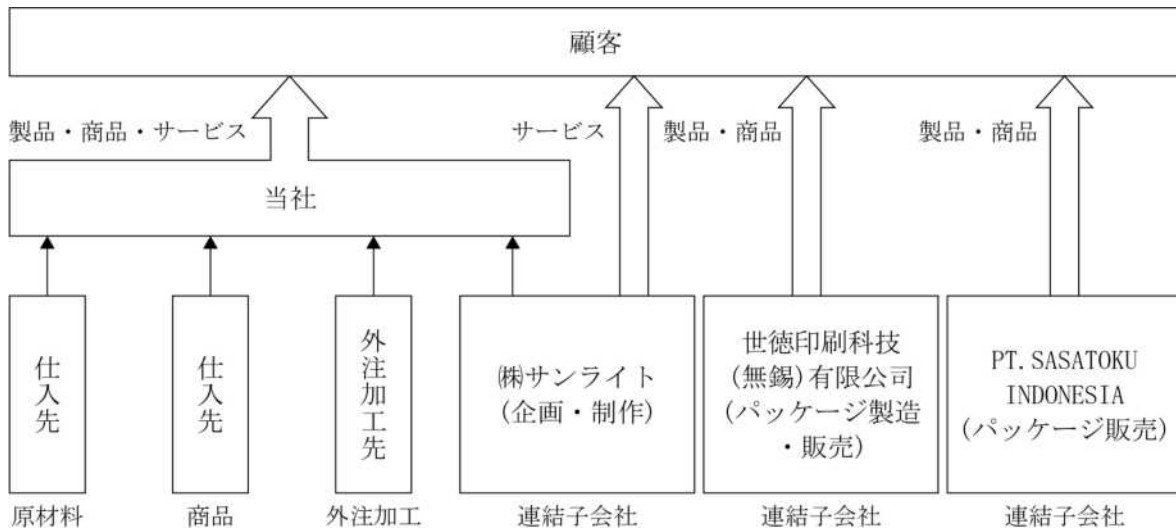 顧客
製品・商品・サービス
サービス
製品・商品
製品・商品
当社
仕入先
仕入先
外注加工先
㈱サンライト
(企画・制作)
世徳印刷科技
(無錫)有限公司
(パッケージ製造
・販売)
PT.SASATOKU
INDONESIA
(パッケージ販売)
原材料
商品
外注加工
連結子会社
連結子会社
連結子会社